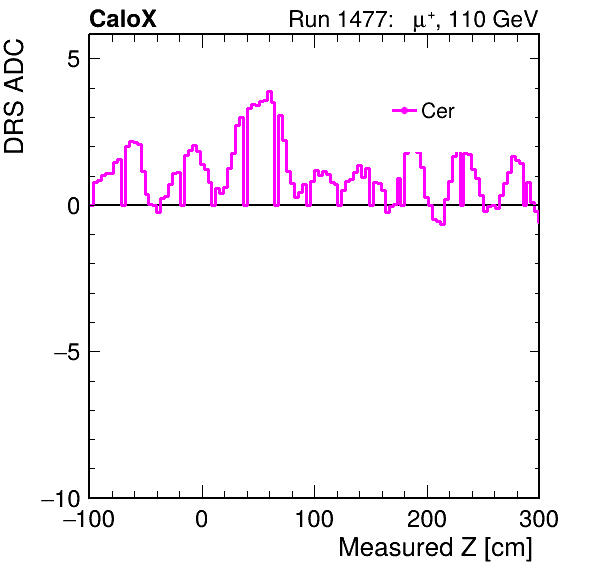 CaloX Run 1477: μ⁺, 110 GeV
DRS ADC
Cer
5
0
−5
−10
−100 0 100 200 300
Measured Z [cm]